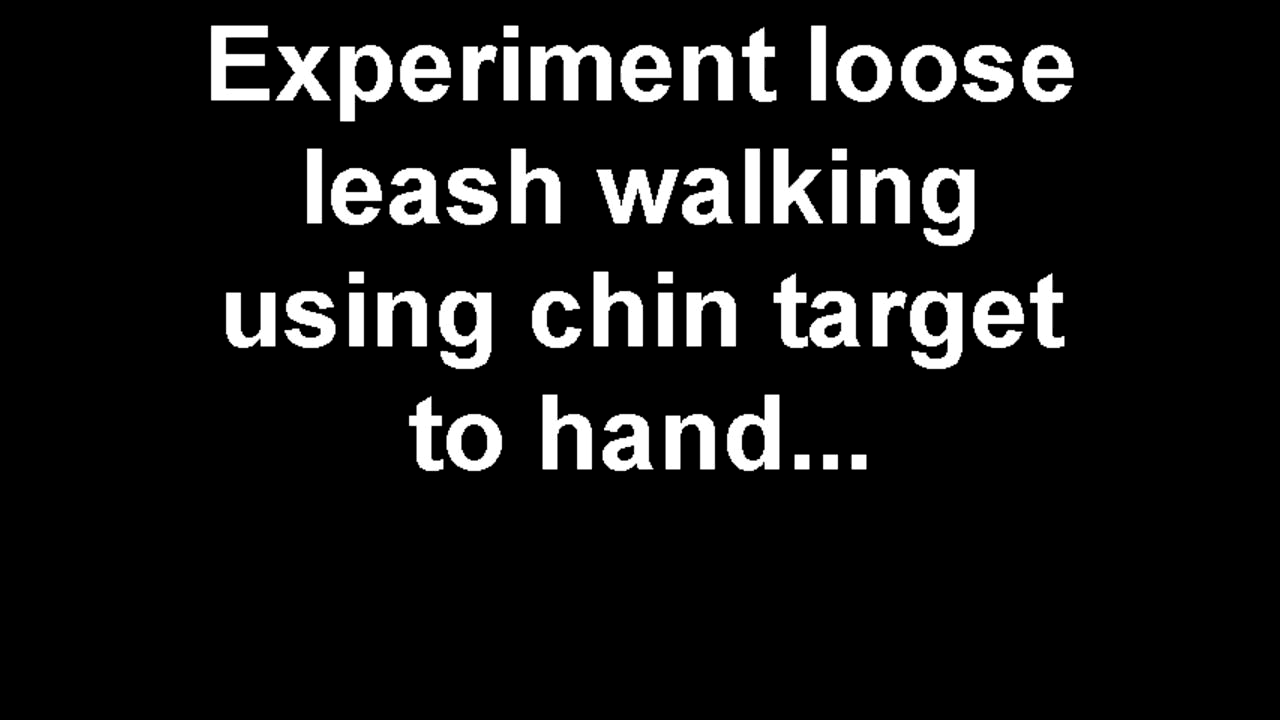 Experiment loose
leash walking
using chin target
to hand...